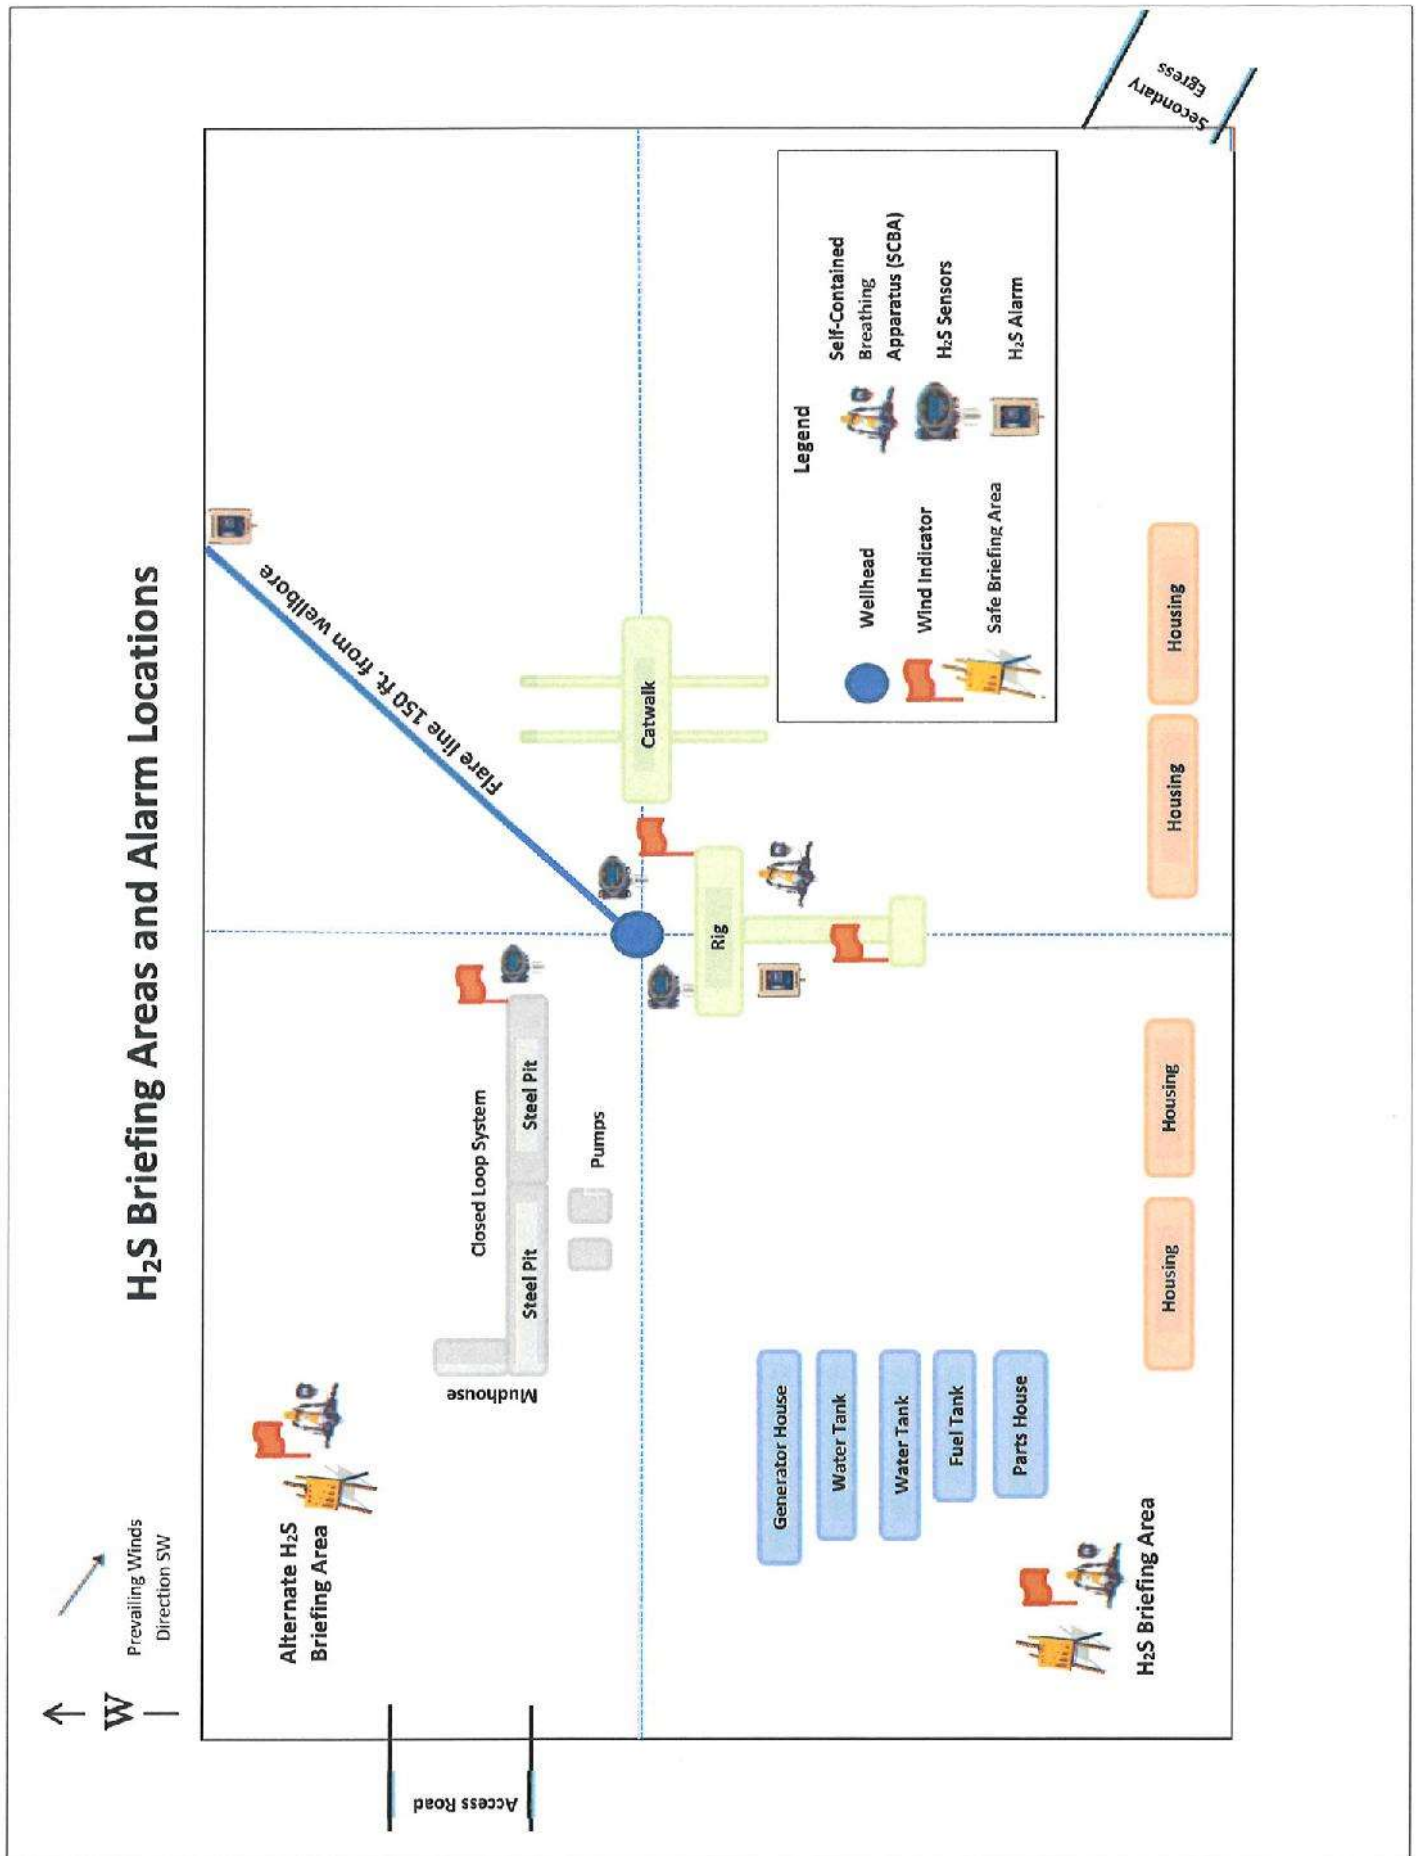 H₂S Briefing Areas and Alarm Locations
W
Prevailing Winds
Direction SW
Alternate H₂S
Briefing Area
Access Road
Mudhouse
Closed Loop System
Steel Pit
Steel Pit
Pumps
Flare line 150 ft. from wellbore
Rig
Catwalk
Generator House
Water Tank
Water Tank
Fuel Tank
Parts House
H₂S Briefing Area
Housing
Housing
Housing
Housing
Legend
Wellhead
Wind Indicator
Safe Briefing Area
Self-Contained
Breathing
Apparatus (SCBA)
H₂S Sensors
H₂S Alarm
Secondary
Egress